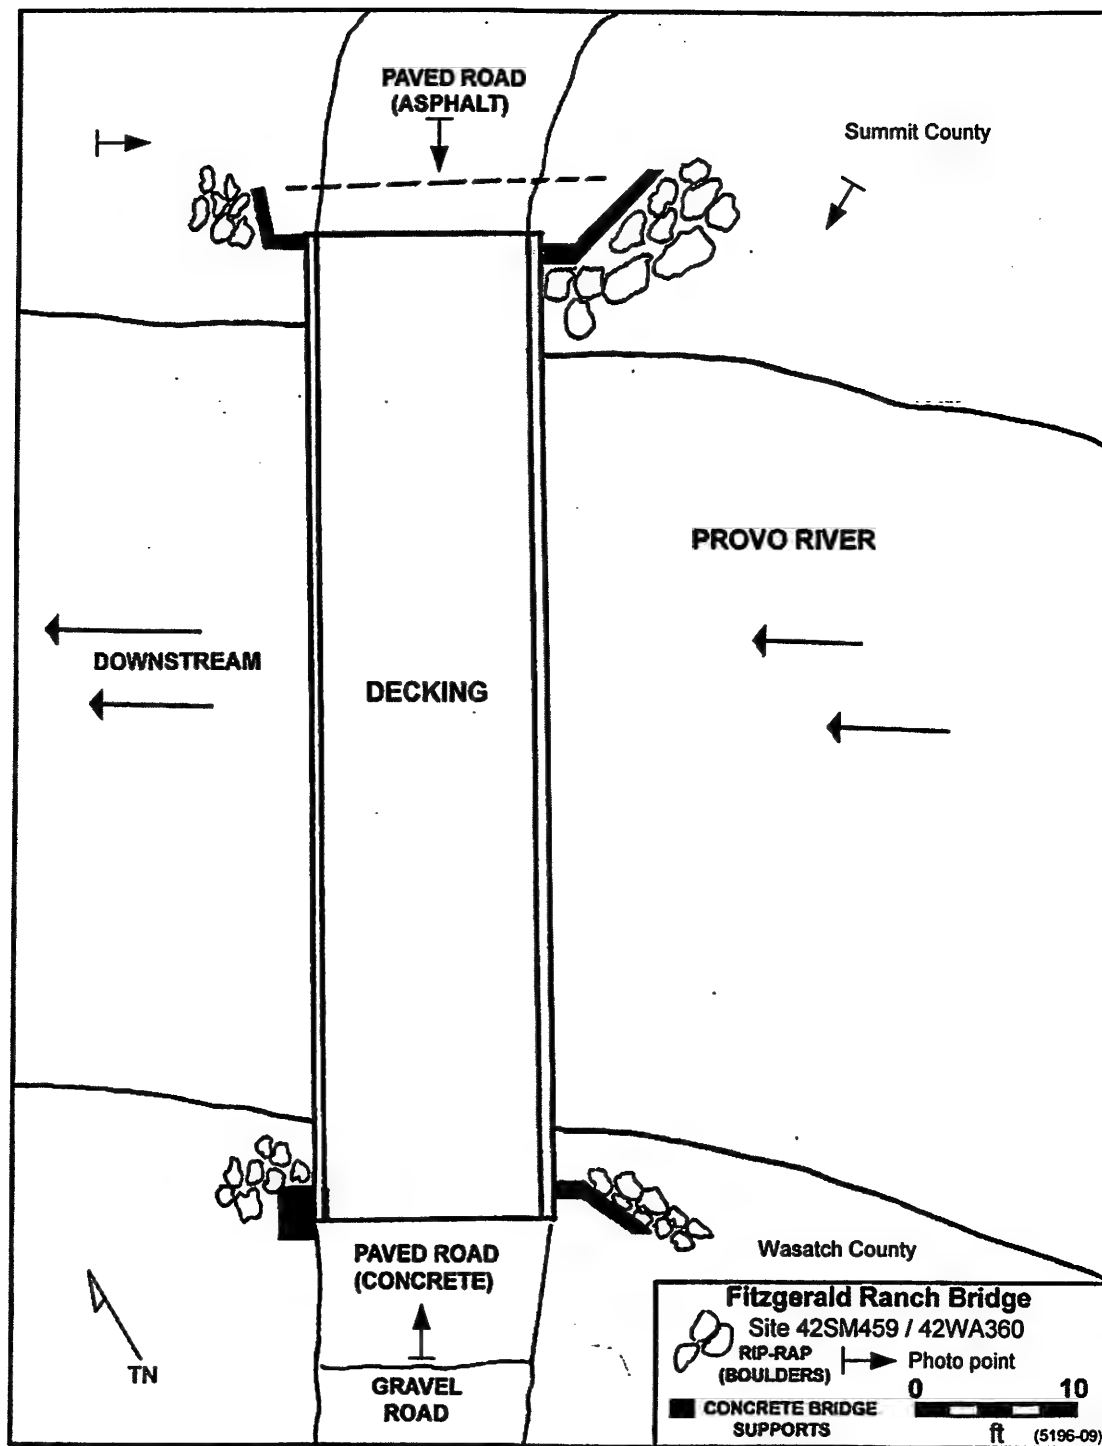 PAVED ROAD
(ASPHALT)
Summit County
PROVO RIVER
DOWNSTREAM
DECKING
PAVED ROAD
(CONCRETE)
Wasatch County
TN
GRAVEL
ROAD
Fitzgerald Ranch Bridge
Site 42SM459 / 42WA360
RIP-RAP
(BOULDERS)
Photo point
0 10
CONCRETE BRIDGE
SUPPORTS
ft
(5196-09)